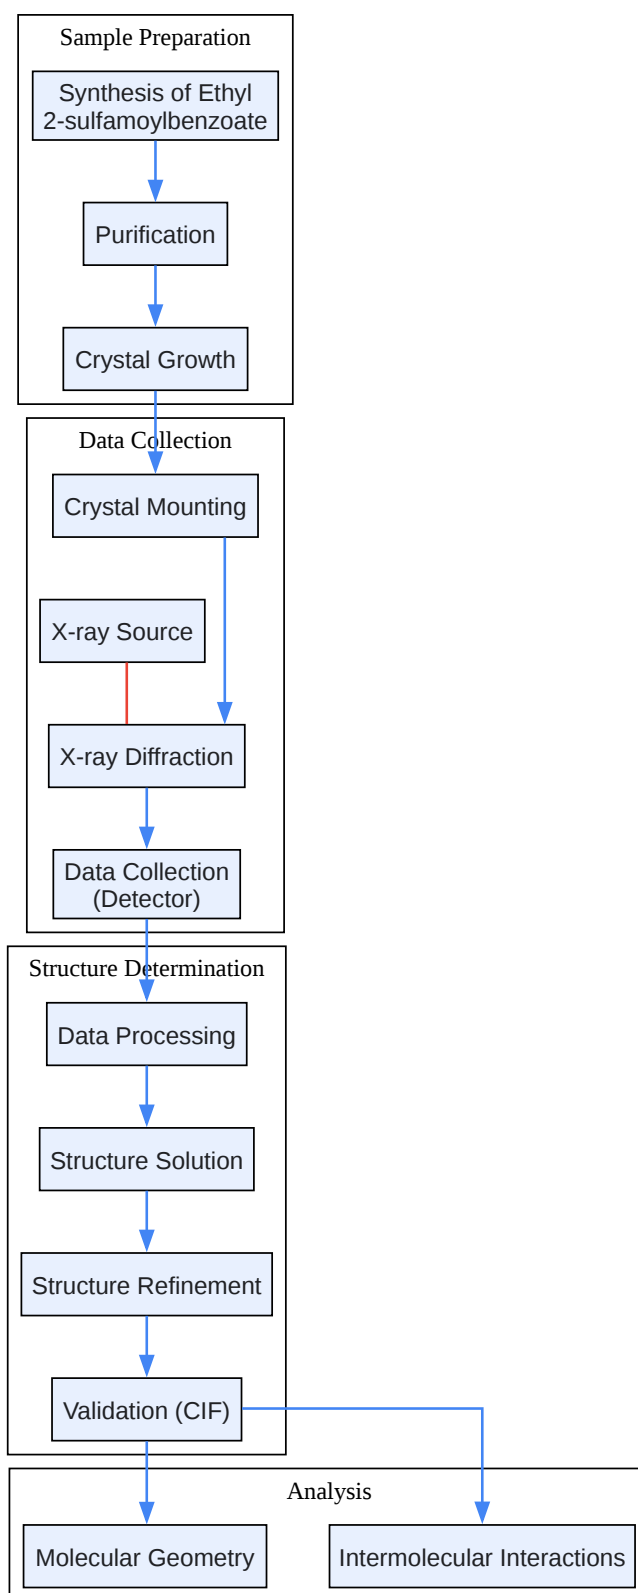 Sample Preparation
Synthesis of Ethyl
2-sulfamoylbenzoate
Purification
Crystal Growth
Data Collection
Crystal Mounting
X-ray Source
X-ray Diffraction
Data Collection
(Detector)
Structure Determination
Data Processing
Structure Solution
Structure Refinement
Validation (CIF)
Analysis
Molecular Geometry
Intermolecular Interactions